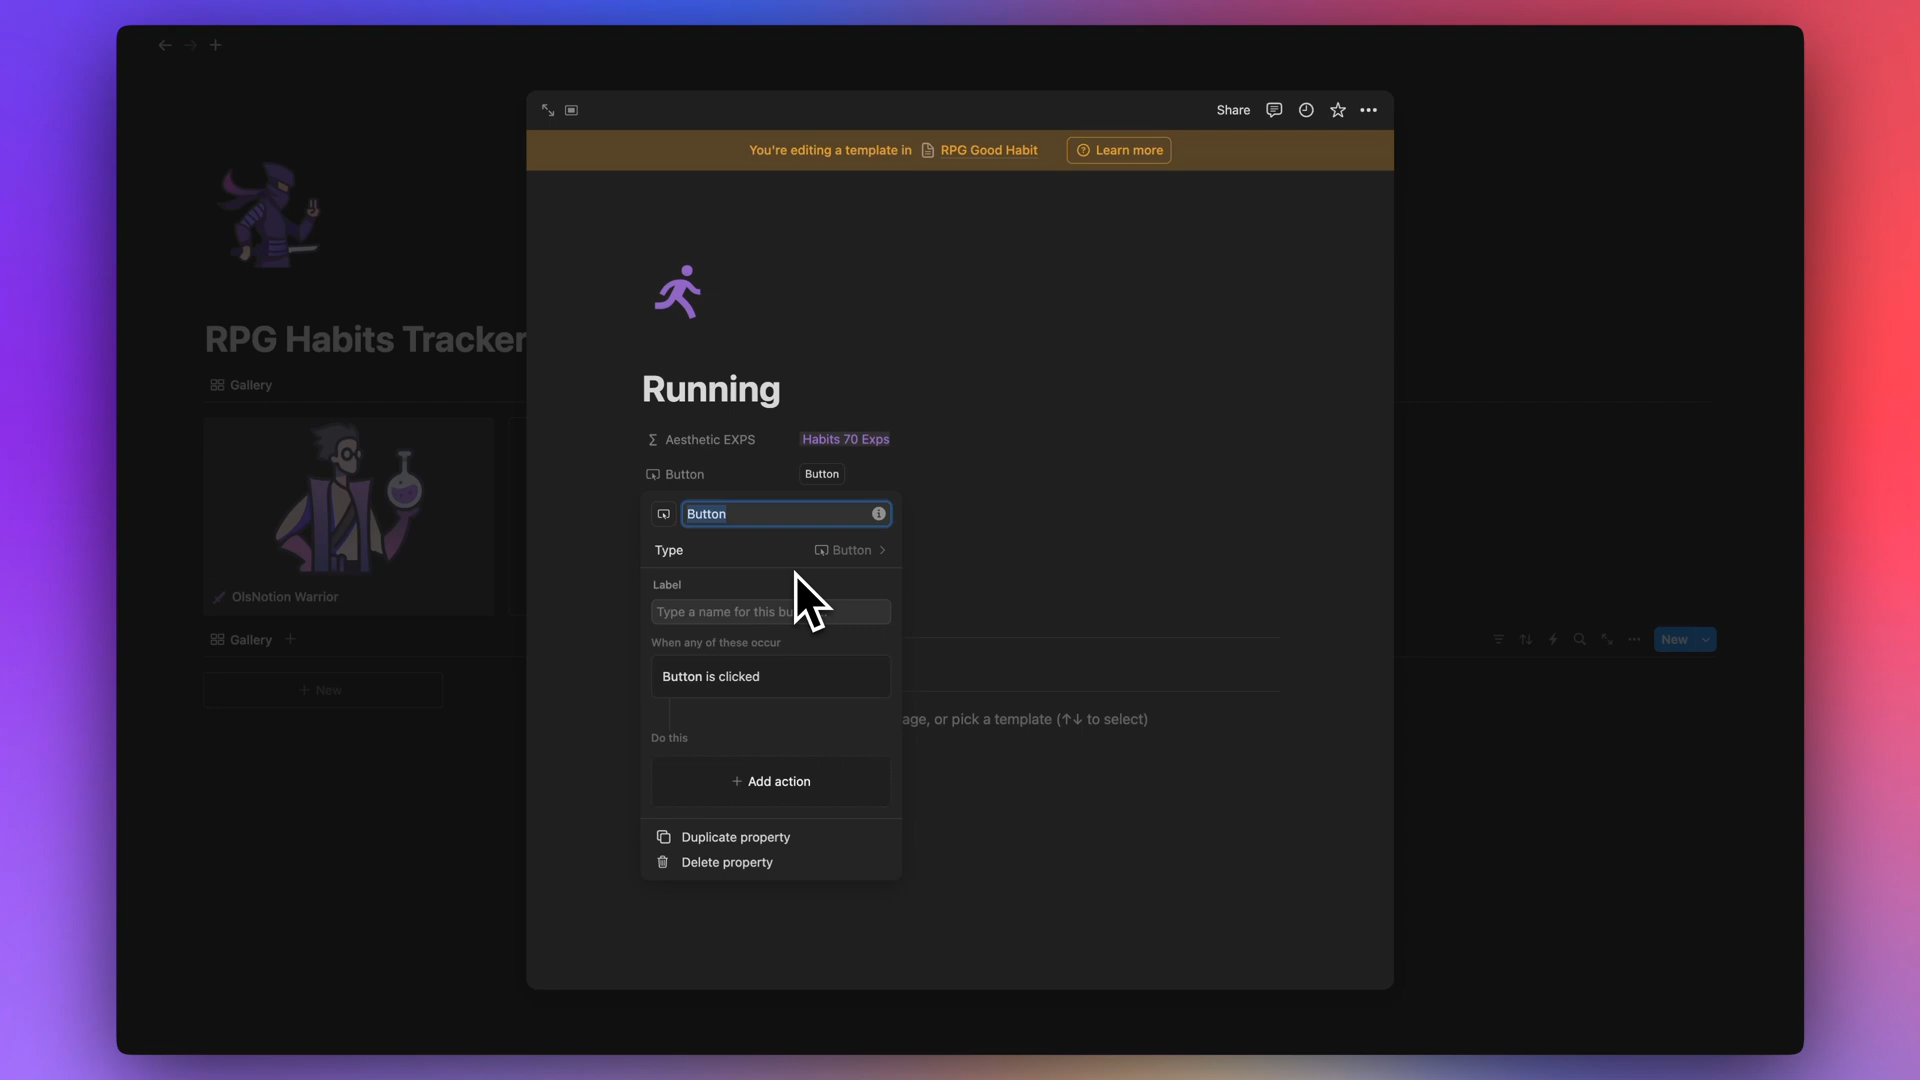 Share
You're editing a template in RPG Good Habit
Learn more
RPG Habits Tracker
Gallery
OlsNotion Warrior
Gallery
New
New
Running
Aesthetic EXPS
Habits 70 Exps
Button
Button
Button
Type
Button
Label
Type a name for this bu
When any of these occur
Button is clicked
Do this
Add action
Duplicate property
Delete property
age, or pick a template (↑↓ to select)